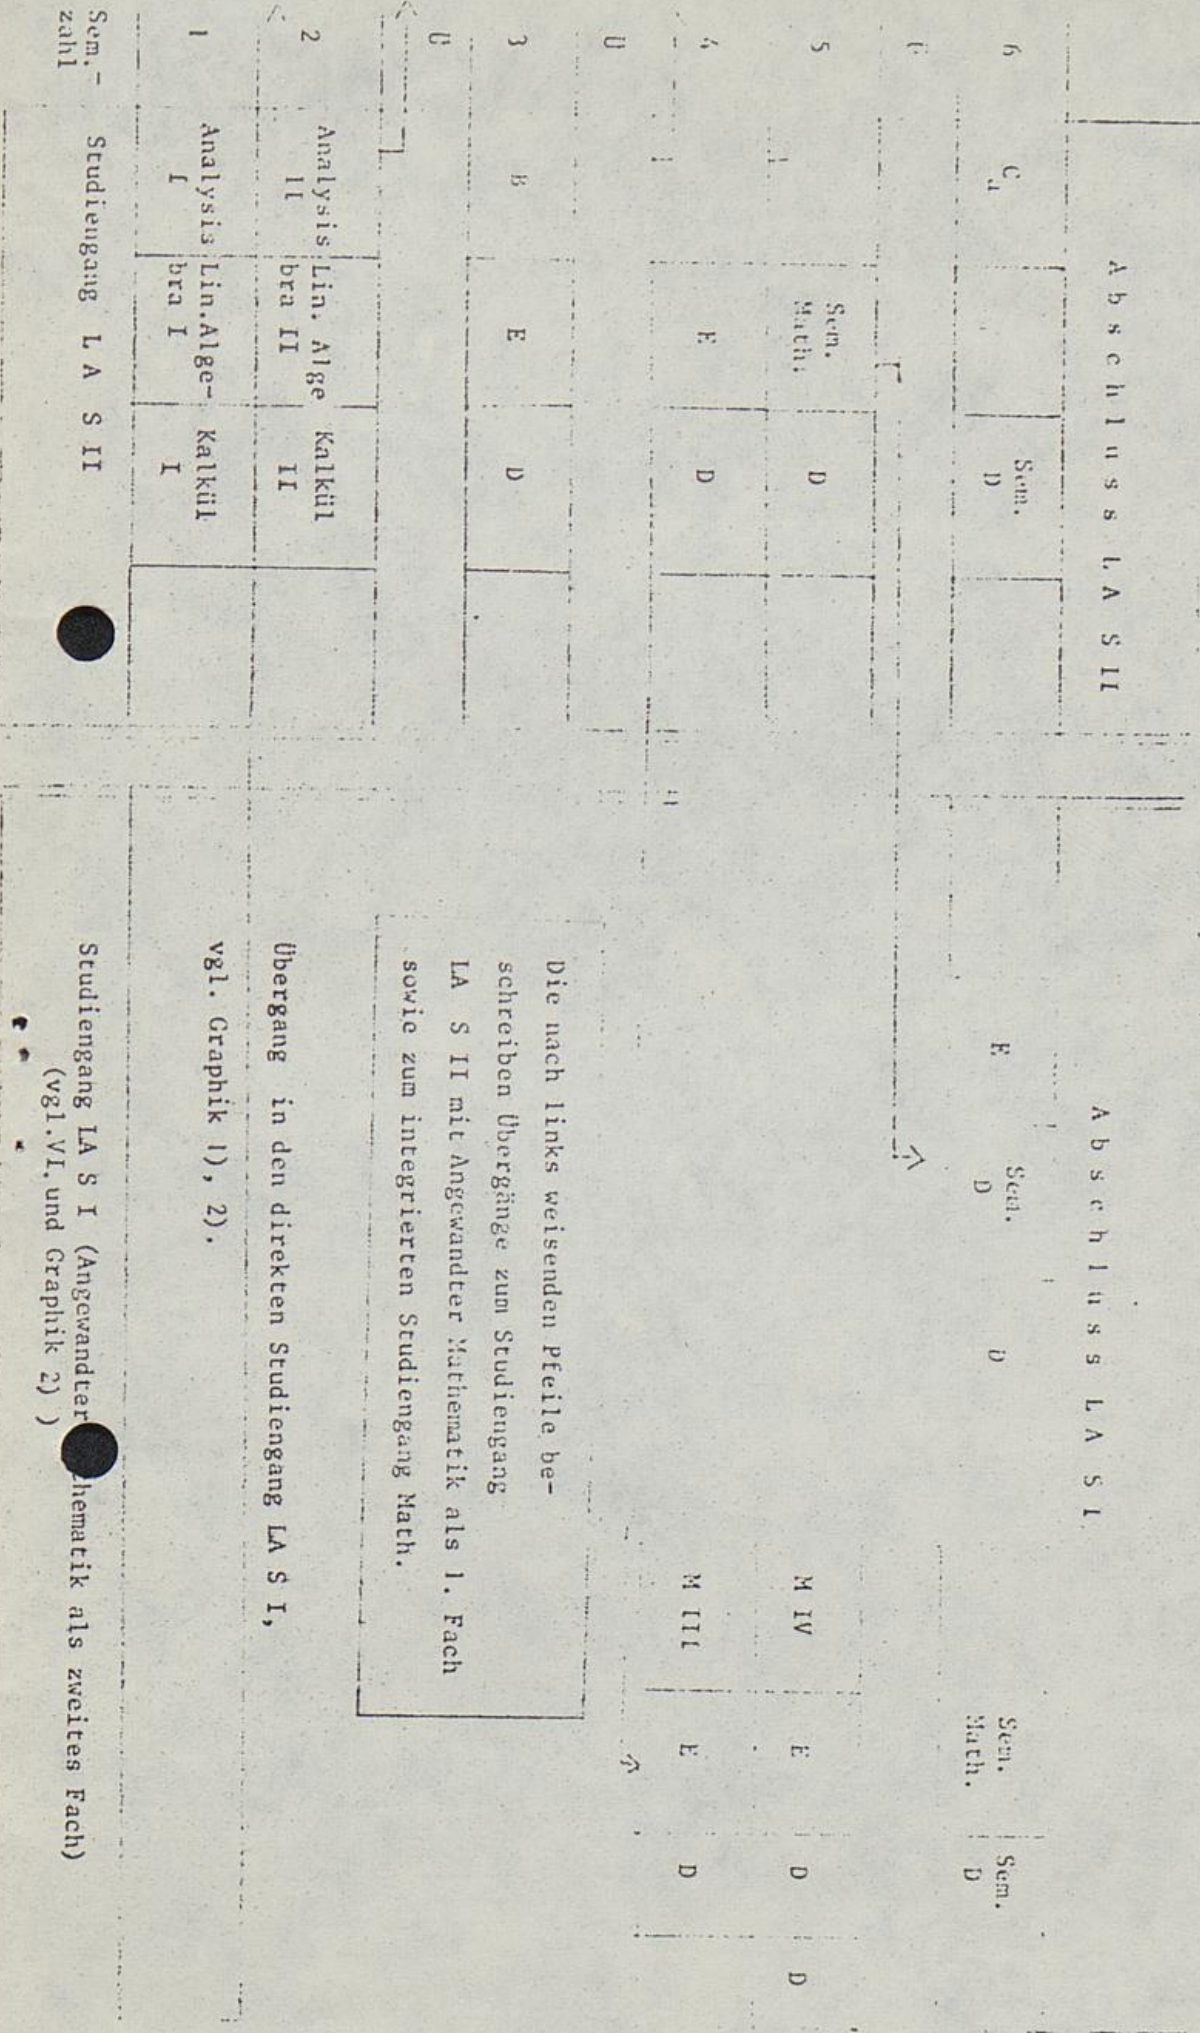 Abschluss LA S II
Abschluss LA S I
6 C Sem. E Sem. D Sem. Sem.
D D Math. D
5 Sem. D M IV E D D
Math.
4 E D M III E D
Ü
3 B E D
Die nach links weisenden Pfeile be-
schreiben Übergänge zum Studiengang
LA S II mit Angewandter Mathematik als 1. Fach
sowie zum integrierten Studiengang Math.
Ü
2 Analysis Lin. Alge Kalkül
II bra II II
Übergang in den direkten Studiengang LA S I,
vgl. Graphik 1), 2).
1 Analysis Lin.Alge- Kalkül
I bra I I
Sem.-
zahl
Studiengang L A S II
Studiengang LA S I (Angewandter hematik als zweites Fach)
(vgl.VI.und Graphik 2) )